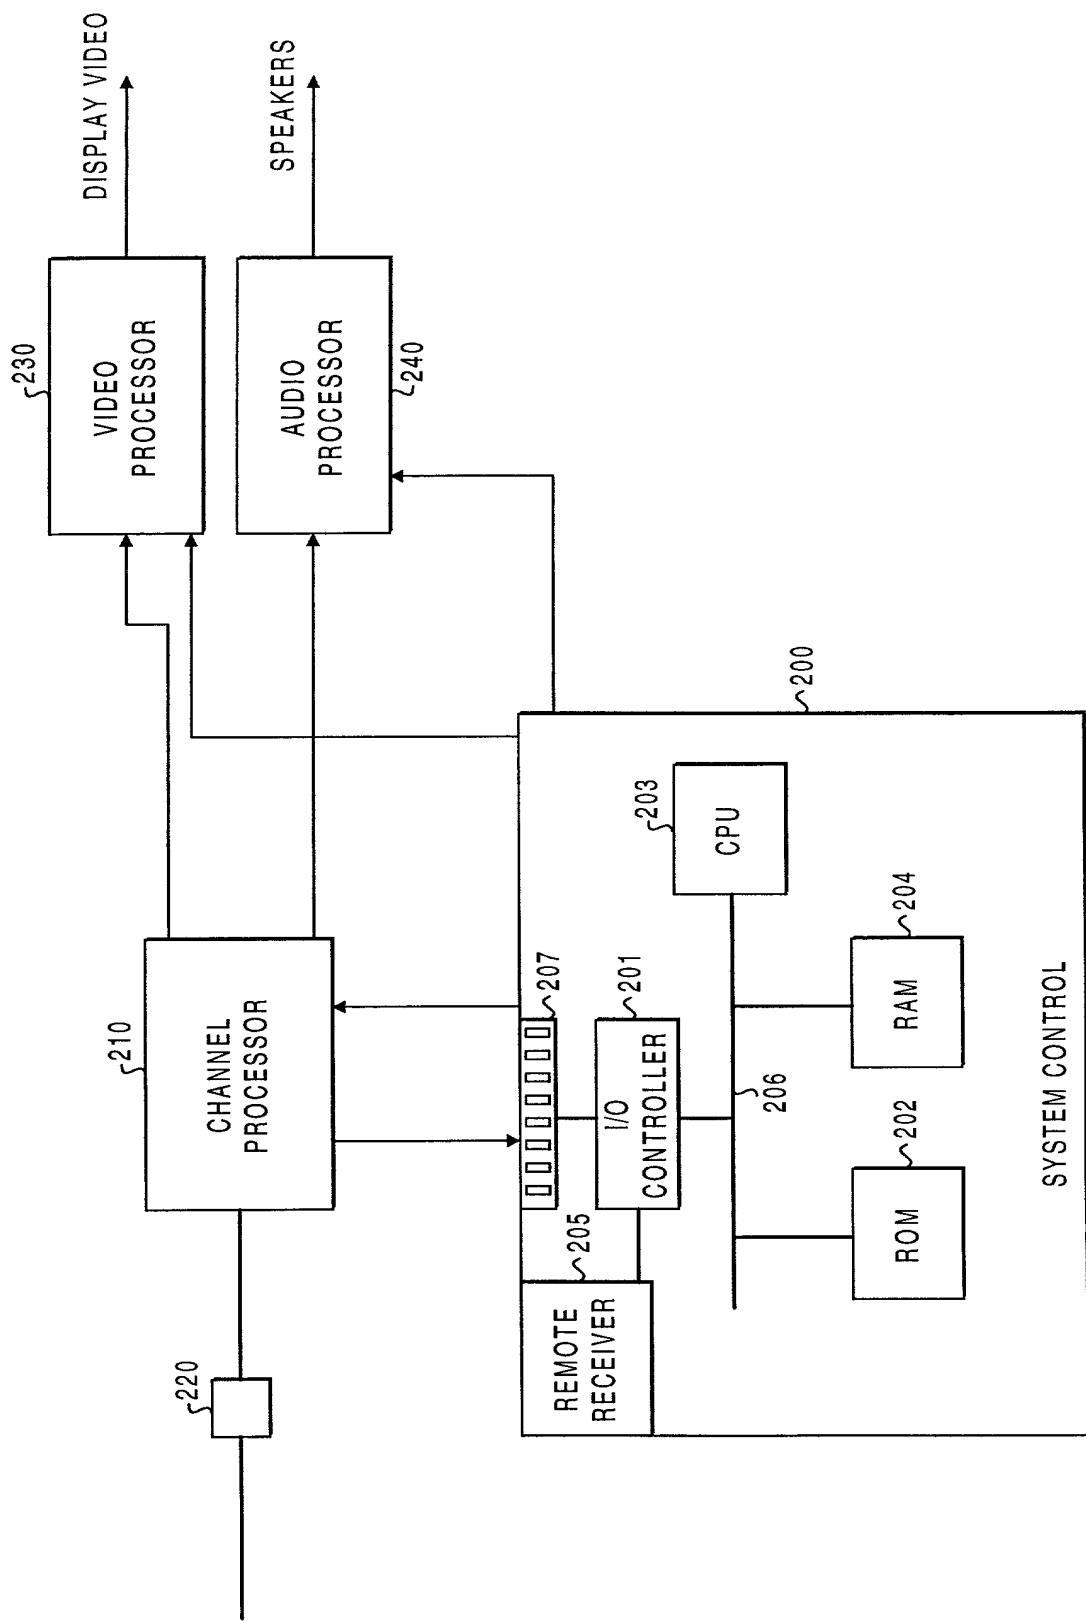 DISPLAY VIDEO
SPEAKERS
230
VIDEO
PROCESSOR
AUDIO
PROCESSOR
240
210
CHANNEL
PROCESSOR
220
200
203
CPU
207
201
I/O
CONTROLLER
204
RAM
206
205
REMOTE
RECEIVER
202
ROM
SYSTEM CONTROL